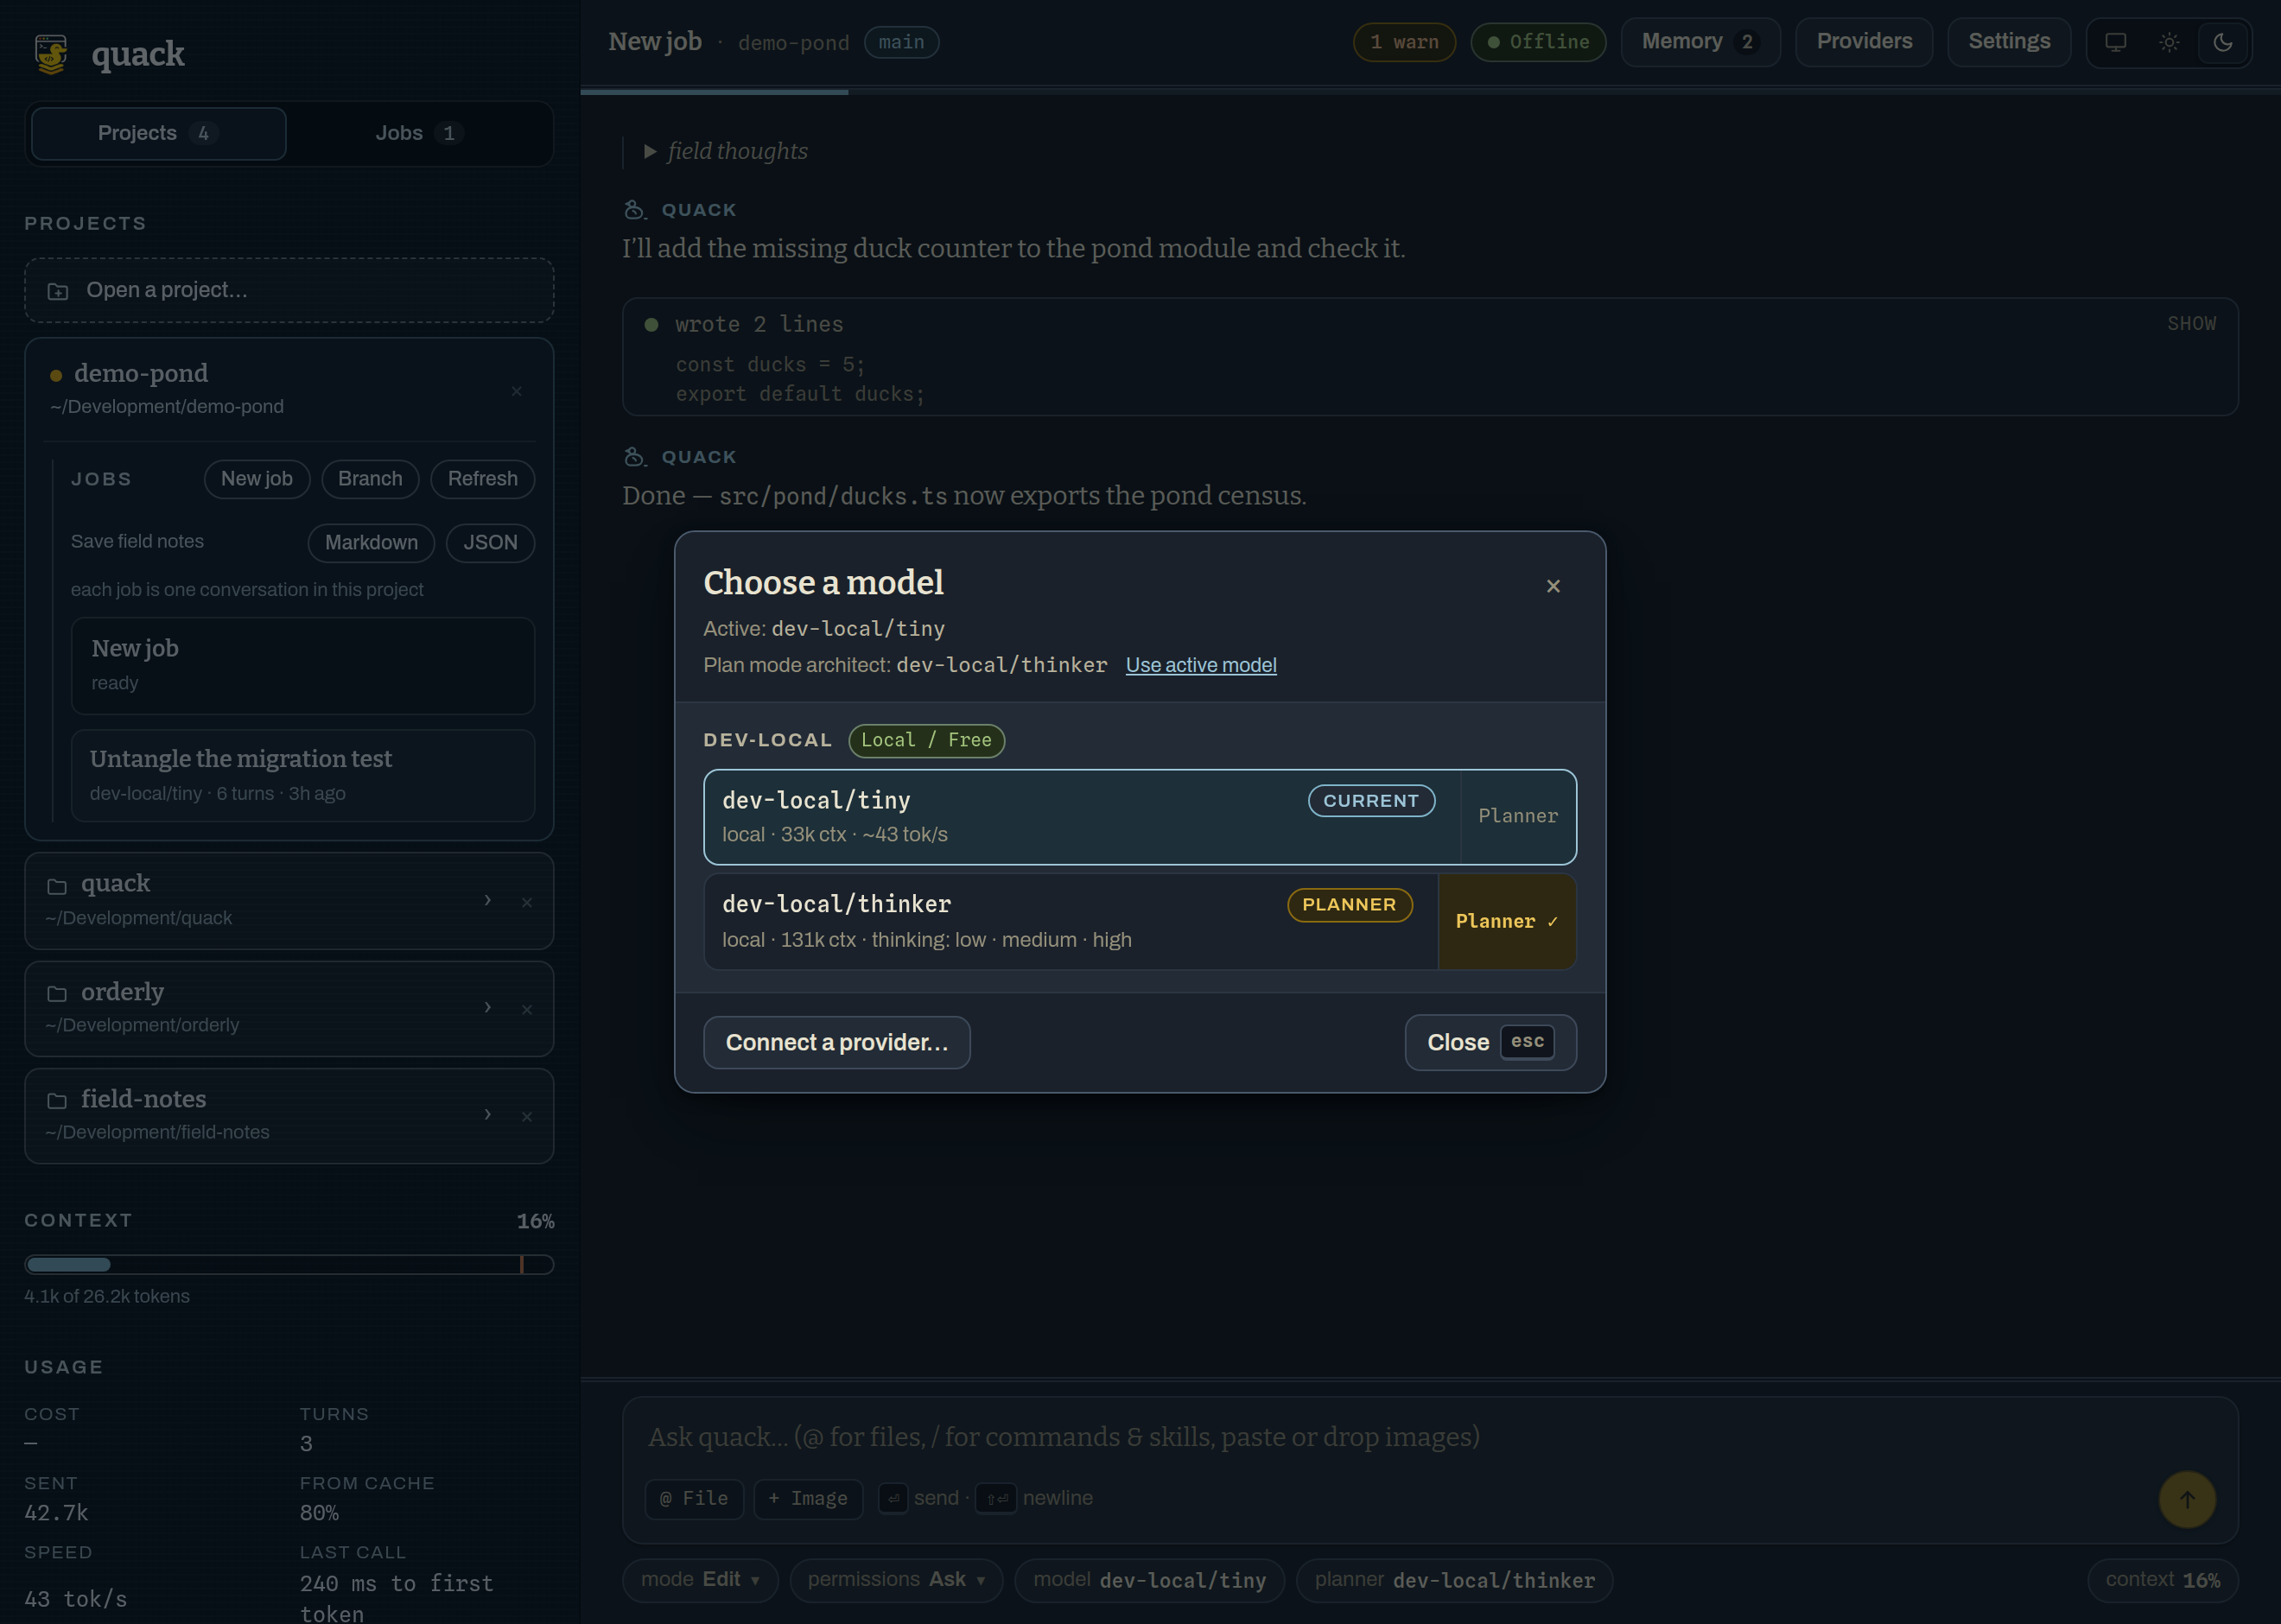 quack
Projects 4
Jobs 1
PROJECTS
Open a project…
demo-pond
~/Development/demo-pond
×
JOBS
New job
Branch
Refresh
Save field notes
Markdown
JSON
each job is one conversation in this project
New job
ready
Untangle the migration test
dev-local/tiny · 6 turns · 3h ago
quack
~/Development/quack
› ×
orderly
~/Development/orderly
› ×
field-notes
~/Development/field-notes
› ×
CONTEXT 16%
4.1k of 26.2k tokens
USAGE
COST
—
TURNS
3
SENT
42.7k
FROM CACHE
80%
SPEED
43 tok/s
LAST CALL
240 ms to first
token
New job · demo-pond main
1 warn
Offline
Memory 2
Providers
Settings
▶ field thoughts
QUACK
I’ll add the missing duck counter to the pond module and check it.
wrote 2 lines
SHOW
const ducks = 5;
export default ducks;
QUACK
Done — src/pond/ducks.ts now exports the pond census.
Choose a model
×
Active: dev-local/tiny
Plan mode architect: dev-local/thinker Use active model
DEV-LOCAL Local / Free
dev-local/tiny CURRENT
local · 33k ctx · ~43 tok/s
Planner
dev-local/thinker PLANNER
local · 131k ctx · thinking: low · medium · high
Planner ✓
Connect a provider…
Close esc
Ask quack… (@ for files, / for commands & skills, paste or drop images)
@ File
+ Image
⏎ send · ⇧⏎ newline
mode Edit ▾
permissions Ask ▾
model dev-local/tiny
planner dev-local/thinker
context 16%